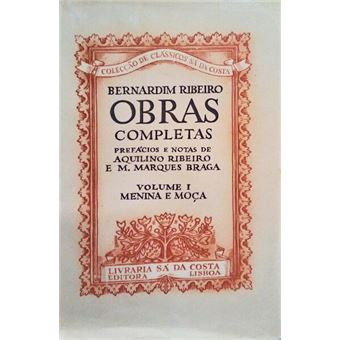 COLECÇÃO DE CLÁSSICOS SÁ DA COSTA
BERNARDIM RIBEIRO
OBRAS
COMPLETAS
PREFÁCIOS E NOTAS DE
AQUILINO RIBEIRO
E M. MARQUES BRAGA
VOLUME I
MENINA E MOÇA
LIVRARIA SÁ DA COSTA
EDITORA LISBOA